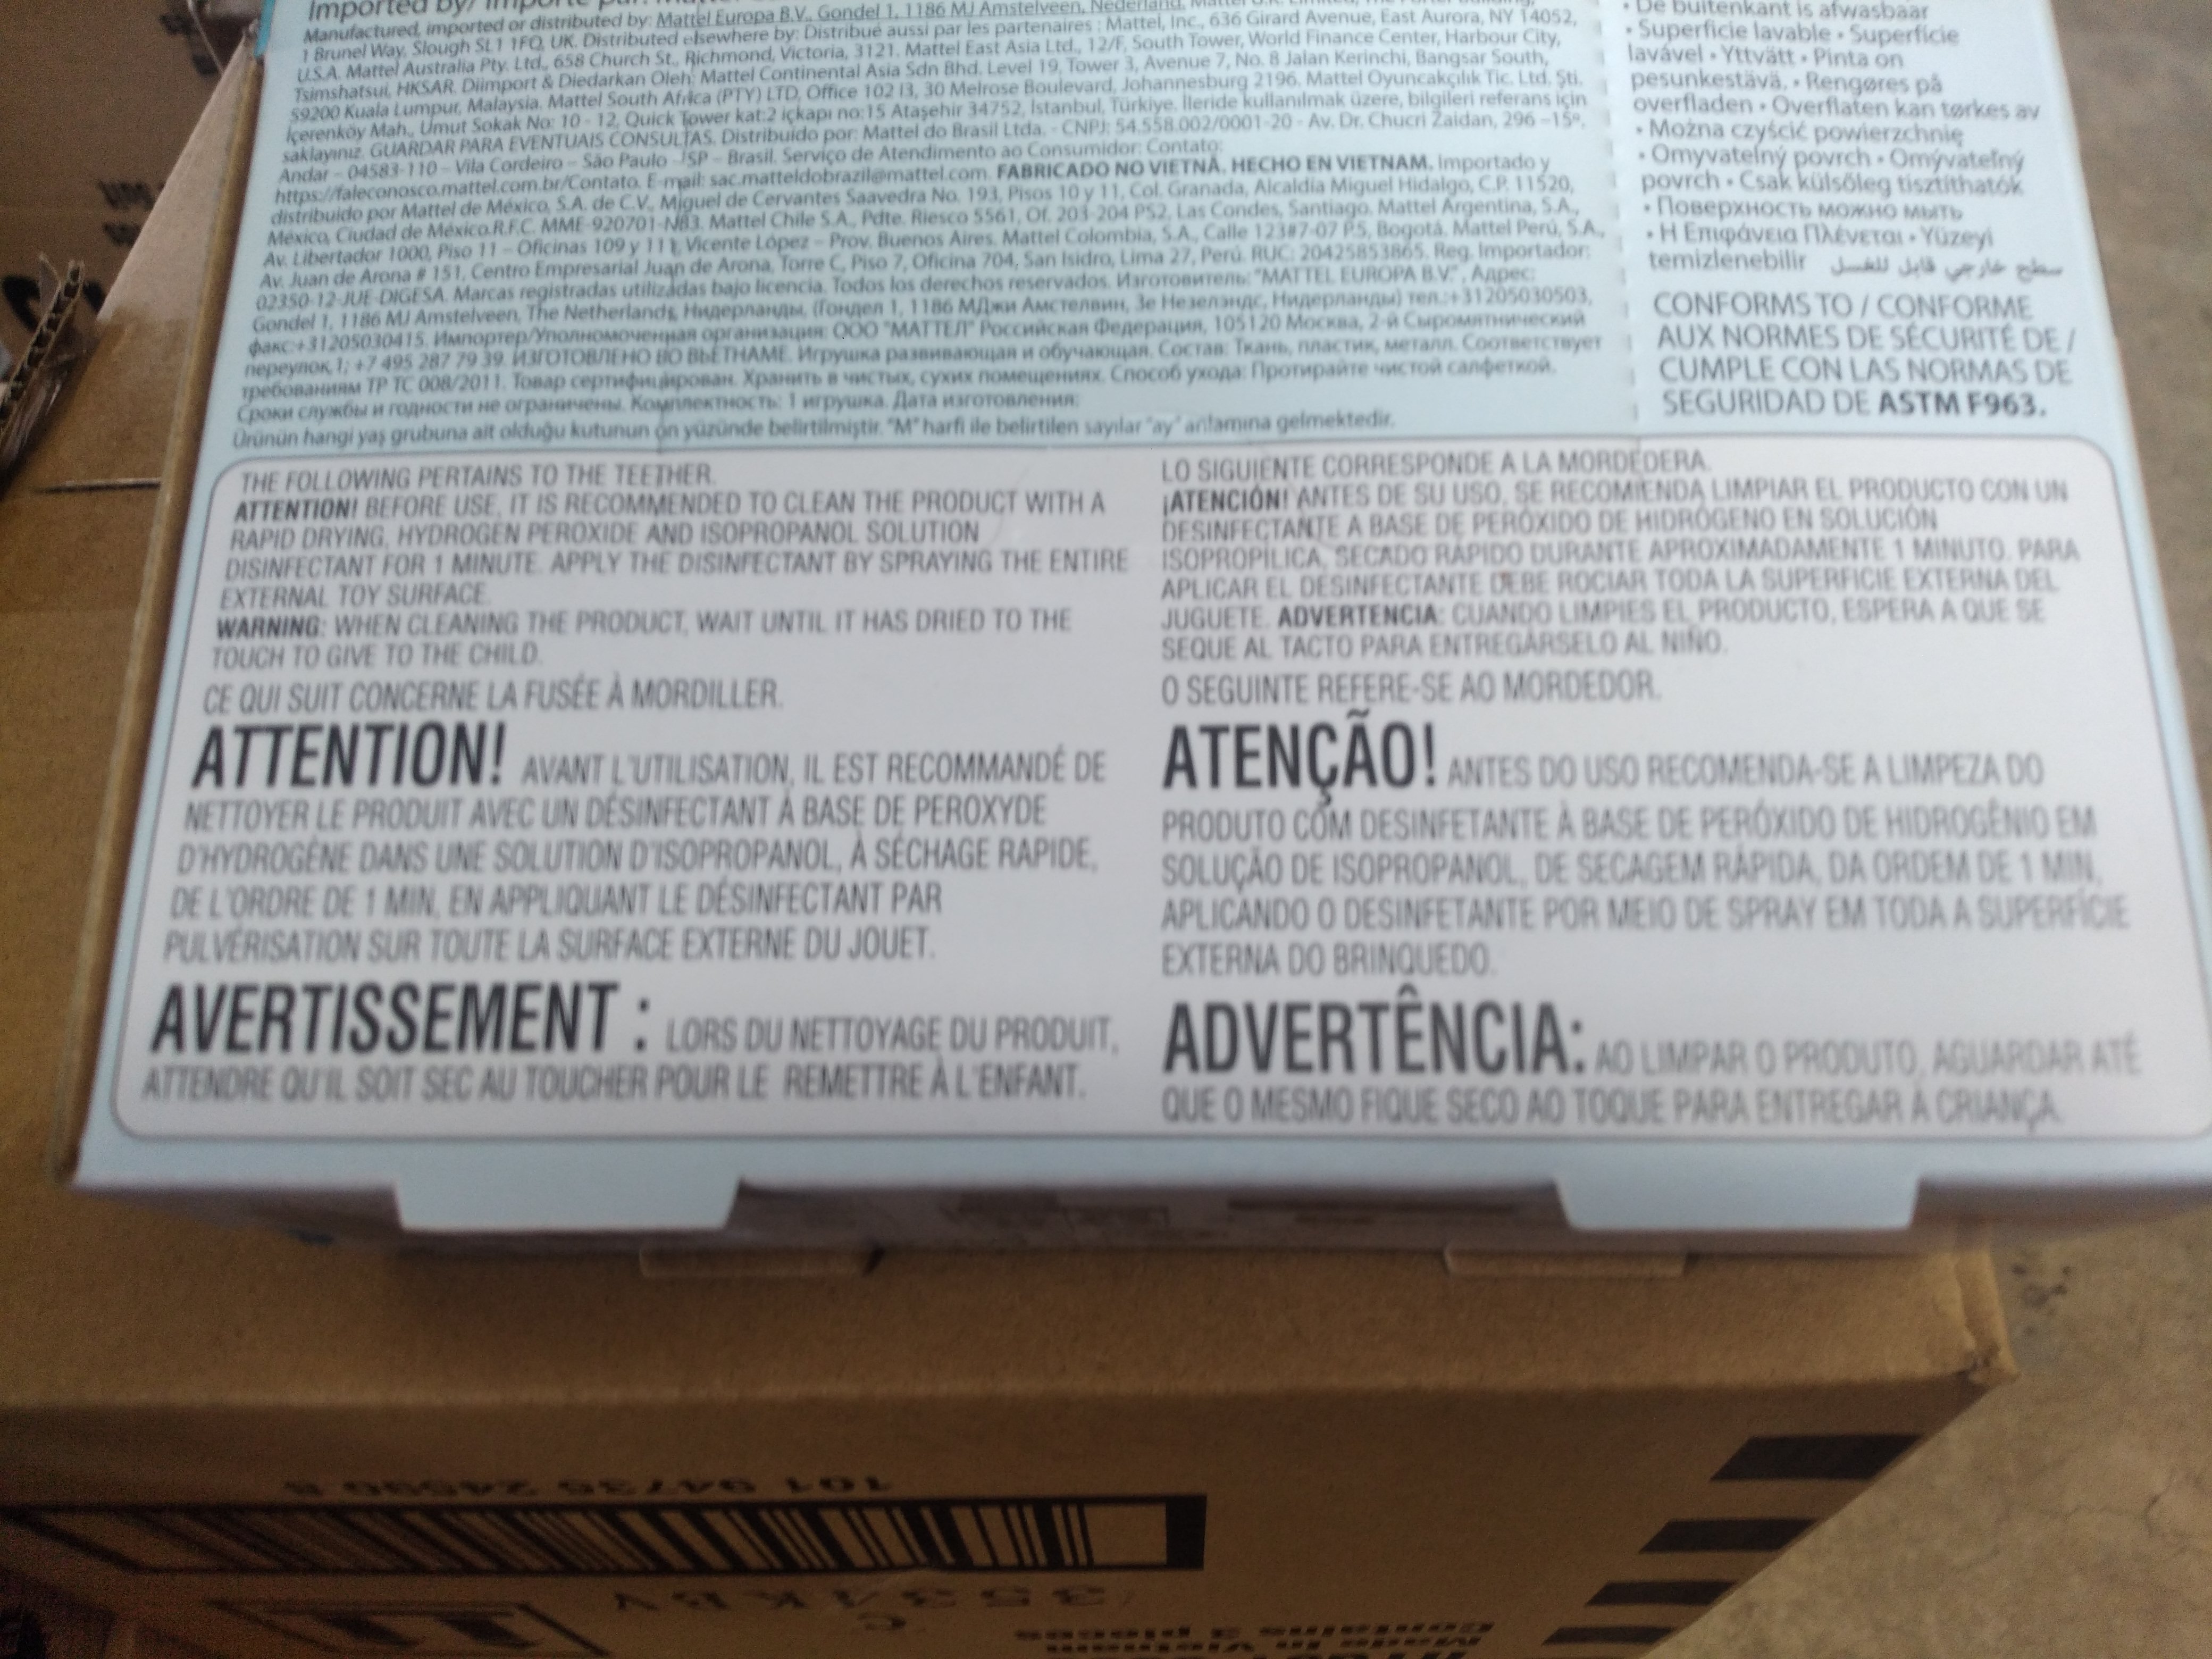 Imported by/ Importé par:
Manufactured, imported or distributed by: Mattel Europa B.V., Gondel 1, 1186 MJ Amstelveen, Nederland.
1 Brunel Way, Slough SL1 1FQ, UK. Distributed elsewhere by: Distribué aussi par les partenaires : Mattel, Inc., 636 Girard Avenue, East Aurora, NY 14052,
U.S.A. Mattel Australia Pty. Ltd., 658 Church St., Richmond, Victoria, 3121. Mattel East Asia Ltd., 12/F, South Tower, World Finance Center, Harbour City,
Tsimshatsui, HKSAR. Diimport & Diedarkan Oleh: Mattel Continental Asia Sdn Bhd. Level 19, Tower 3, Avenue 7, No. 8 Jalan Kerinchi, Bangsar South,
59200 Kuala Lumpur, Malaysia. Mattel South Africa (PTY) LTD, Office 102 I3, 30 Melrose Boulevard, Johannesburg 2196. Mattel Oyuncakçılık Tic. Ltd. Şti.
İçerenköy Mah., Umut Sokak No: 10 - 12, Quick Tower kat:2 içkapı no:15 Ataşehir 34752, İstanbul, Türkiye. İleride kullanılmak üzere, bilgileri referans için
saklayınız. GUARDAR PARA EVENTUAIS CONSULTAS. Distribuido por: Mattel do Brasil Ltda. - CNPJ: 54.558.002/0001-20 - Av. Dr. Chucri Zaidan, 296 –15º,
Andar – 04583-110 – Vila Cordeiro – São Paulo – SP – Brasil. Serviço de Atendimento ao Consumidor: Contato:
https://faleconosco.mattel.com.br/Contato. E-mail: sac.matteldobrazil@mattel.com. FABRICADO NO VIETNÃ. HECHO EN VIETNAM. Importado y
distribuido por Mattel de México, S.A. de C.V., Miguel de Cervantes Saavedra No. 193, Pisos 10 y 11, Col. Granada, Alcaldía Miguel Hidalgo, C.P. 11520,
México, Ciudad de México.R.F.C. MME-920701-NB3. Mattel Chile S.A., Pdte. Riesco 5561, Of. 203-204 PS2, Las Condes, Santiago. Mattel Argentina, S.A.,
Av. Libertador 1000, Piso 11 – Oficinas 109 y 111, Vicente López – Prov. Buenos Aires. Mattel Colombia, S.A., Calle 123#7-07 P.5, Bogotá. Mattel Perú, S.A.,
Av. Juan de Arona # 151, Centro Empresarial Juan de Arona, Torre C, Piso 7, Oficina 704, San Isidro, Lima 27, Perú. RUC: 20425853865. Reg. Importador:
02350-12-JUE-DIGESA. Marcas registradas utilizadas bajo licencia. Todos los derechos reservados. Изготовитель: "MATTEL EUROPA B.V.", Адрес:
Gondel 1, 1186 MJ Amstelveen, The Netherlands, Нидерланды, (Гондел 1, 1186 МДжи Амстелвин, Зе Незелэндс, Нидерланды) тел.:+31205030503,
факс:+31205030415. Импортер/Уполномоченная организация: ООО "МАТТЕЛ" Российская Федерация, 105120 Москва, 2-й Сыромятнический
переулок,1; +7 495 287 79 39. ИЗГОТОВЛЕНО ВО ВЬЕТНАМЕ. Игрушка развивающая и обучающая. Состав: Ткань, пластик, металл. Соответствует
требованиям ТР ТС 008/2011. Товар сертифицирован. Хранить в чистых, сухих помещениях. Способ ухода: Протирайте чистой салфеткой.
Сроки службы и годности не ограничены. Комплектность: 1 игрушка. Дата изготовления:
Ürünün hangi yaş grubuna ait olduğu kutunun ön yüzünde belirtilmiştir. "M" harfi ile belirtilen sayılar "ay" anlamına gelmektedir.
• De buitenkant is afwasbaar
• Superficie lavable • Superfície
lavável • Yttvätt • Pinta on
pesunkestävä. • Rengøres på
overfladen • Overflaten kan tørkes av
• Można czyścić powierzchnię
• Omyvatelný povrch • Omývateľný
povrch • Csak külsőleg tisztíthatók
• Поверхность можно мыть
• Η Επιφάνεια Πλένεται • Yüzeyi
temizlenebilir سطح خارجي قابل للغسل
CONFORMS TO / CONFORME
AUX NORMES DE SÉCURITÉ DE /
CUMPLE CON LAS NORMAS DE
SEGURIDAD DE ASTM F963.
THE FOLLOWING PERTAINS TO THE TEETHER.
ATTENTION! BEFORE USE, IT IS RECOMMENDED TO CLEAN THE PRODUCT WITH A
RAPID DRYING, HYDROGEN PEROXIDE AND ISOPROPANOL SOLUTION
DISINFECTANT FOR 1 MINUTE. APPLY THE DISINFECTANT BY SPRAYING THE ENTIRE
EXTERNAL TOY SURFACE.
WARNING: WHEN CLEANING THE PRODUCT, WAIT UNTIL IT HAS DRIED TO THE
TOUCH TO GIVE TO THE CHILD.
CE QUI SUIT CONCERNE LA FUSÉE À MORDILLER.
ATTENTION! AVANT L'UTILISATION, IL EST RECOMMANDÉ DE
NETTOYER LE PRODUIT AVEC UN DÉSINFECTANT À BASE DE PEROXYDE
D'HYDROGÈNE DANS UNE SOLUTION D'ISOPROPANOL, À SÉCHAGE RAPIDE,
DE L'ORDRE DE 1 MIN, EN APPLIQUANT LE DÉSINFECTANT PAR
PULVÉRISATION SUR TOUTE LA SURFACE EXTERNE DU JOUET.
AVERTISSEMENT : LORS DU NETTOYAGE DU PRODUIT,
ATTENDRE QU'IL SOIT SEC AU TOUCHER POUR LE REMETTRE À L'ENFANT.
LO SIGUIENTE CORRESPONDE A LA MORDEDERA.
¡ATENCIÓN! ANTES DE SU USO, SE RECOMIENDA LIMPIAR EL PRODUCTO CON UN
DESINFECTANTE A BASE DE PERÓXIDO DE HIDRÓGENO EN SOLUCIÓN
ISOPROPÍLICA, SECADO RÁPIDO DURANTE APROXIMADAMENTE 1 MINUTO. PARA
APLICAR EL DESINFECTANTE DEBE ROCIAR TODA LA SUPERFICIE EXTERNA DEL
JUGUETE. ADVERTENCIA: CUANDO LIMPIES EL PRODUCTO, ESPERA A QUE SE
SEQUE AL TACTO PARA ENTREGÁRSELO AL NIÑO.
O SEGUINTE REFERE-SE AO MORDEDOR.
ATENÇÃO! ANTES DO USO RECOMENDA-SE A LIMPEZA DO
PRODUTO COM DESINFETANTE À BASE DE PERÓXIDO DE HIDROGÊNIO EM
SOLUÇÃO DE ISOPROPANOL, DE SECAGEM RÁPIDA, DA ORDEM DE 1 MIN,
APLICANDO O DESINFETANTE POR MEIO DE SPRAY EM TODA A SUPERFÍCIE
EXTERNA DO BRINQUEDO.
ADVERTÊNCIA: AO LIMPAR O PRODUTO, AGUARDAR ATÉ
QUE O MESMO FIQUE SECO AO TOQUE PARA ENTREGAR À CRIANÇA.
Contains 3 pieces
Made in Vietnam